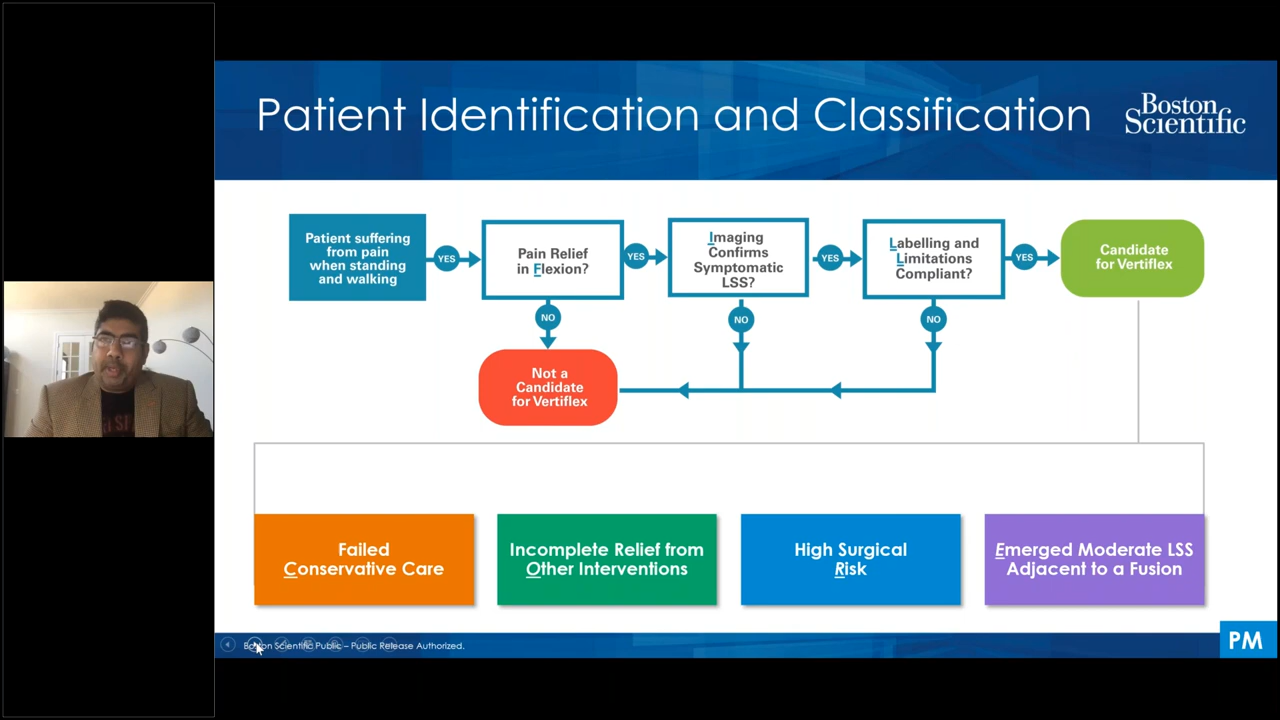 Patient Identification and Classification
Boston
Scientific
Patient suffering
from pain
when standing
and walking
YES
Pain Relief
in Flexion?
YES
Imaging
Confirms
Symptomatic
LSS?
YES
Labelling and
Limitations
Compliant?
YES
Candidate
for Vertiflex
NO
NO
NO
Not a
Candidate
for Vertiflex
Failed
Conservative Care
Incomplete Relief from
Other Interventions
High Surgical
Risk
Emerged Moderate LSS
Adjacent to a Fusion
Boston Scientific Public – Public Release Authorized.
PM